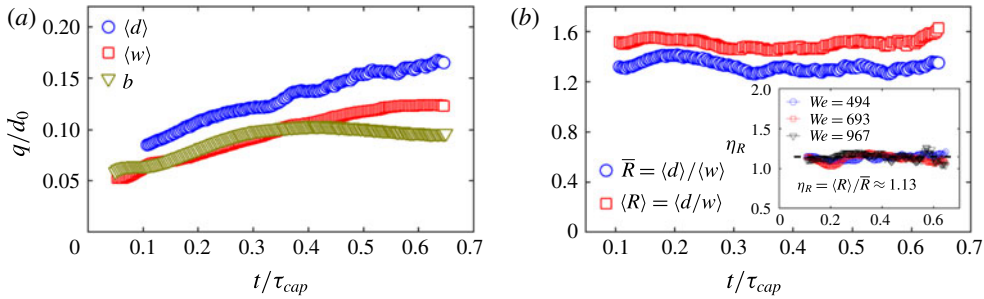 (a)
0.20
0.15
0.10
0.05
0
0.1
0.2
0.3
0.4
0.5
0.6
0.7
q/d₀
t/τcap
⟨d⟩
⟨w⟩
b
(b)
1.6
1.2
0.8
0.4
0
0.1
0.2
0.3
0.4
0.5
0.6
0.7
t/τcap
R̅ = ⟨d⟩/⟨w⟩
⟨R⟩ = ⟨d/w⟩
ηR
2.0
1.5
1.0
0.5
0
0.2
0.4
0.6
We = 494
We = 693
We = 967
ηR = ⟨R⟩/R̅ ≈ 1.13